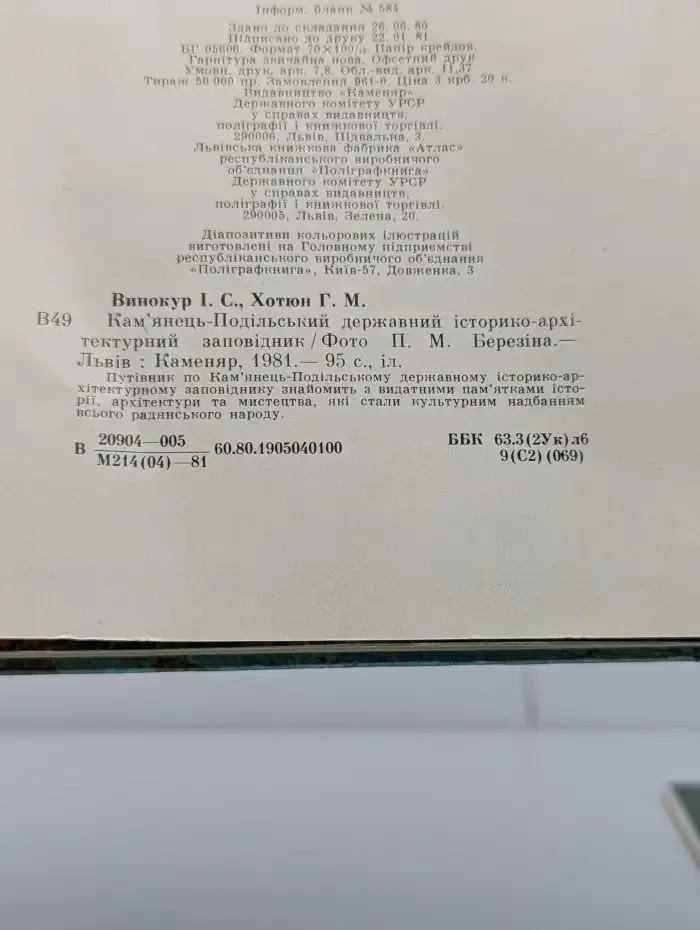 Інформ. бланк № 584
Здано до складання 26. 06. 80
Підписано до друку 22. 01. 81
БГ 05606. Формат 70×100/16 Папір крейдов.
Гарнітура звичайна нова. Офсетний друк
Умовн. друк. арк. 7,8. Обл.-вид. арк. 11,37
Тираж 50 000 пр. Замовлення 961-0. Ціна 3 крб. 20 к.
Видавництво «Каменяр»
Державного комітету УРСР
у справах видавництв,
поліграфії і книжкової торгівлі.
290006, Львів, Підвальна, 3.
Львівська книжкова фабрика «Атлас»
республіканського виробничого
об'єднання «Поліграфкнига»
Державного комітету УРСР
у справах видавництв,
поліграфії і книжкової торгівлі.
290005, Львів, Зелена, 20.
Діапозитиви кольорових ілюстрацій
виготовлені на Головному підприємстві
республіканського виробничого об'єднання
«Поліграфкнига», Київ-57, Довженка, 3
Винокур І. С., Хотюн Г. М.
В49 Кам'янець-Подільський державний історико-архі-
тектурний заповідник / Фото П. М. Березіна.—
Львів : Каменяр, 1981.— 95 с., іл.
Путівник по Кам'янець-Подільському державному історико-ар-
хітектурному заповіднику знайомить з видатними пам'ятками істо-
рії, архітектури та мистецтва, які стали культурним надбанням
всього радянського народу.
В 20904—005 / М214(04)—81 60.80.1905040100
ББК 63.3(2Ук)л6
9(С2)(069)